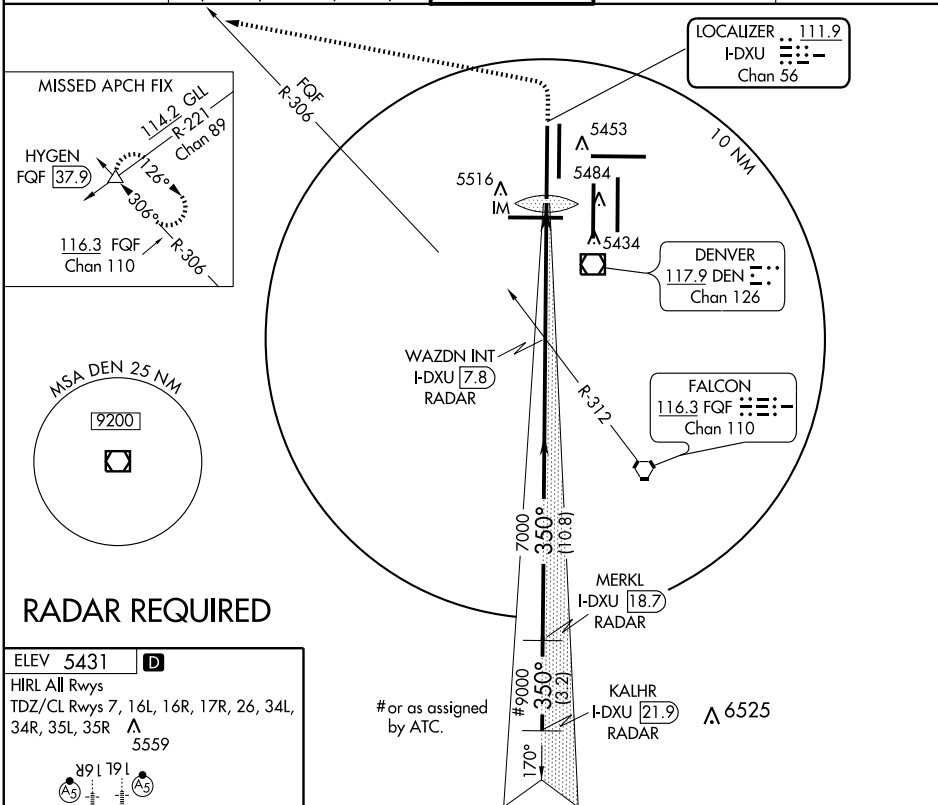 LOCALIZER 111.9
I-DXU
Chan 56
MISSED APCH FIX
114.2 GLL
R-221
Chan 89
HYGEN
FQF 37.9
126°
306°
116.3 FQF
Chan 110
R-306
FQF
R-306
10 NM
5453
5516
5484
IM
5434
DENVER
117.9 DEN
Chan 126
WAZDN INT
I-DXU 7.8
RADAR
R-312
FALCON
116.3 FQF
Chan 110
MSA DEN 25 NM
9200
7000
350°
(10.8)
MERKL
I-DXU 18.7
RADAR
RADAR REQUIRED
#9000
350°
(3.2)
KALHR
I-DXU 21.9
RADAR
6525
170°
#or as assigned
by ATC.
ELEV 5431 D
HIRL All Rwys
TDZ/CL Rwys 7, 16L, 16R, 17R, 26, 34L,
34R, 35L, 35R
5559
16R 16L
A5 A5